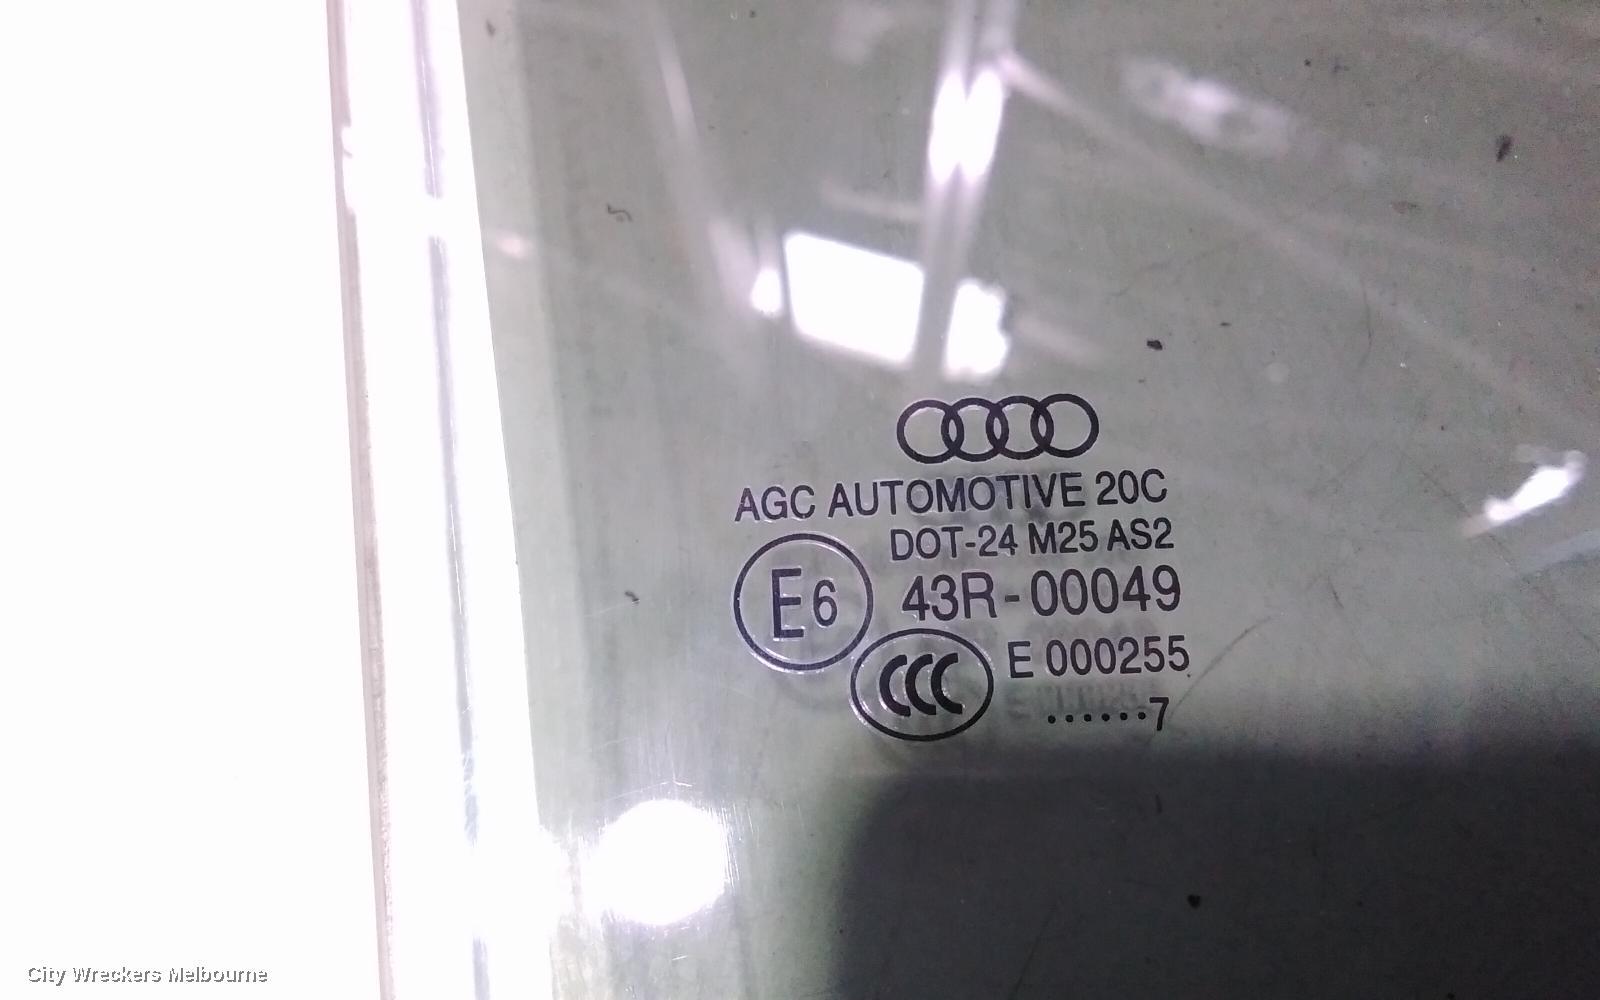 AGC AUTOMOTIVE 20C
DOT-24 M25 AS2
E6 43R-00049
CCC E 000255
......7
City Wreckers Melbourne